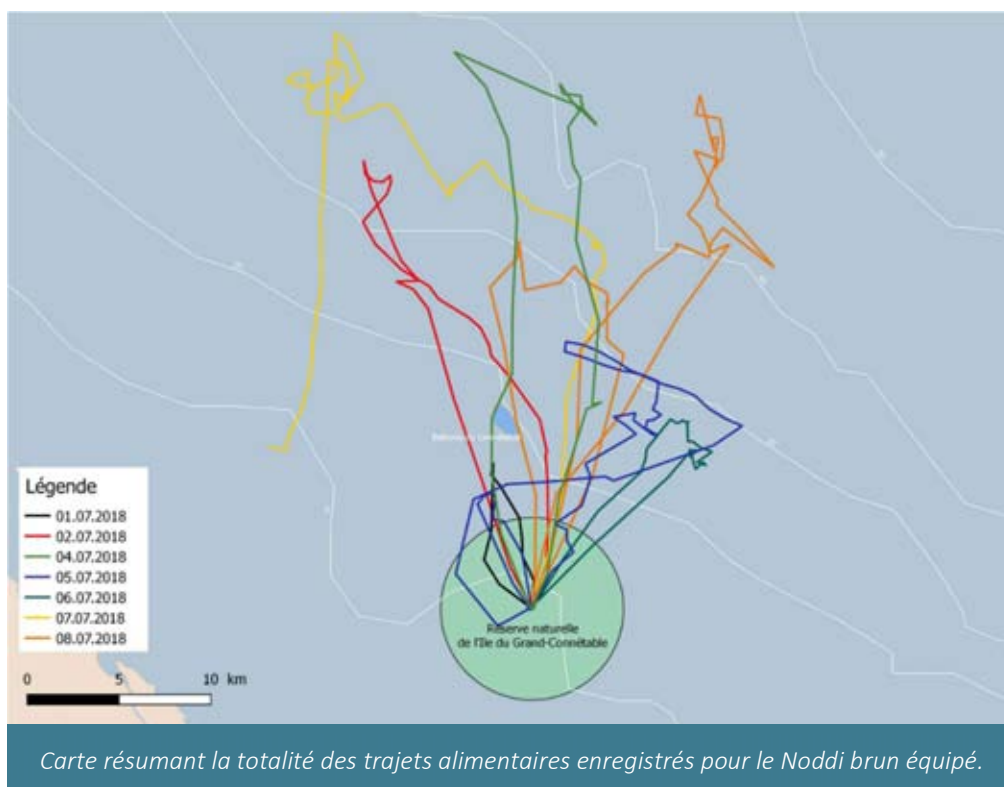 Réserve naturelle
de l'Ile du Grand-Connétable
Légende
01.07.2018
02.07.2018
04.07.2018
05.07.2018
06.07.2018
07.07.2018
08.07.2018
0 5 10 km
Carte résumant la totalité des trajets alimentaires enregistrés pour le Noddi brun équipé.